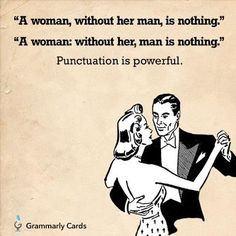 “A woman, without her man, is nothing.”
“A woman: without her, man is nothing.”
Punctuation is powerful.
Grammarly Cards